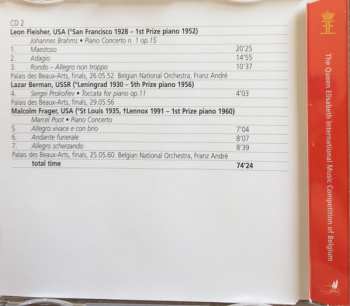 CD 2
Leon Fleisher, USA (°San Francisco 1928 - 1st Prize piano 1952)
Johannes Brahms • Piano Concerto n. 1 op.15
1. Maestoso 20'25
2. Adagio 14'55
3. Rondo – Allegro non troppo 10'37
Palais des Beaux-Arts, finals, 26.05.52 Belgian National Orchestra, Franz André
Lazar Berman, USSR (°Leningrad 1930 - 5th Prize piano 1956)
4. Sergei Prokofiev • Toccata for piano op.11 4'03
Palais des Beaux-Arts, finals, 29.05.56
Malcolm Frager, USA (°St Louis 1935, †Lennox 1991 – 1st Prize piano 1960)
Marcel Poot • Piano Concerto
5. Allegro vivace e con brio 7'04
6. Andante funerale 8'07
7. Allegro scherzando 8'39
Palais des Beaux-Arts, finals, 25.05.60 Belgian National Orchestra, Franz André
total time 74'24
The Queen Elisabeth International Music Competition of Belgium